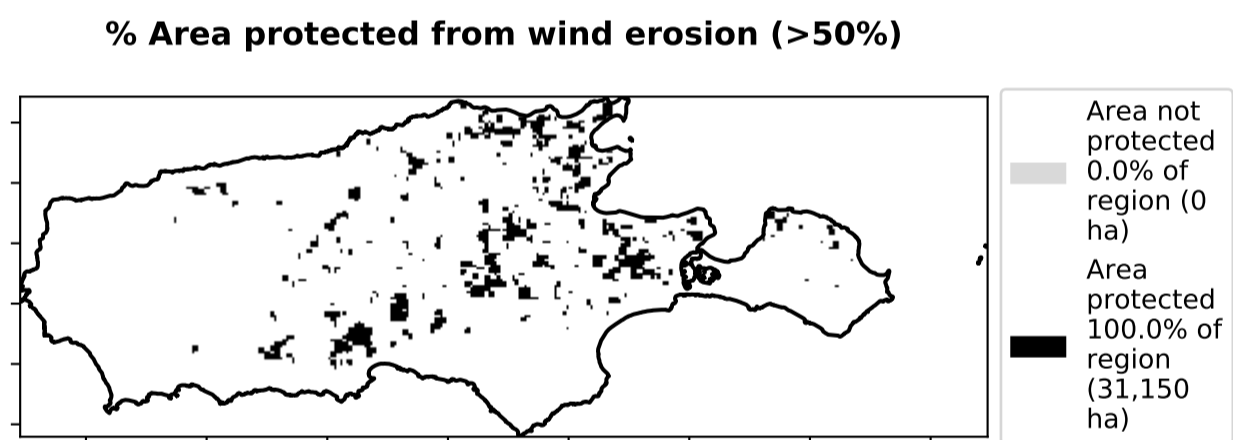 % Area protected from wind erosion (>50%)
Area not
protected
0.0% of
region (0
ha)
Area
protected
100.0% of
region
(31,150
ha)